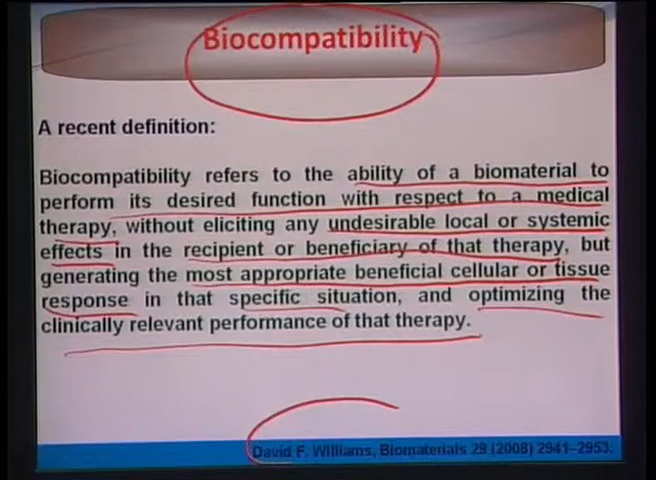 Biocompatibility
A recent definition:
Biocompatibility refers to the ability of a biomaterial to
perform its desired function with respect to a medical
therapy, without eliciting any undesirable local or systemic
effects in the recipient or beneficiary of that therapy, but
generating the most appropriate beneficial cellular or tissue
response in that specific situation, and optimizing the
clinically relevant performance of that therapy.
David F. Williams, Biomaterials 29 (2008) 2941–2953.